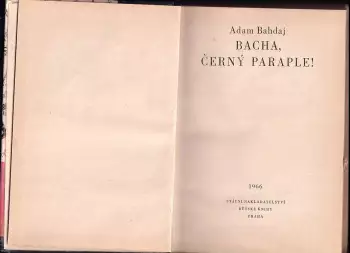 Adam Bahdaj
BACHA,
ČERNÝ PARAPLE!
1966
STÁTNÍ NAKLADATELSTVÍ
DĚTSKÉ KNIHY
PRAHA